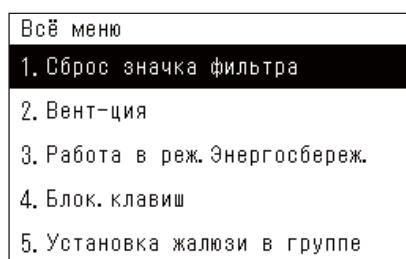 Всё меню
1. Сброс значка фильтра
2. Вент-ция
3. Работа в реж. Энергосбереж.
4. Блок. клавиш
5. Установка жалюзи в группе